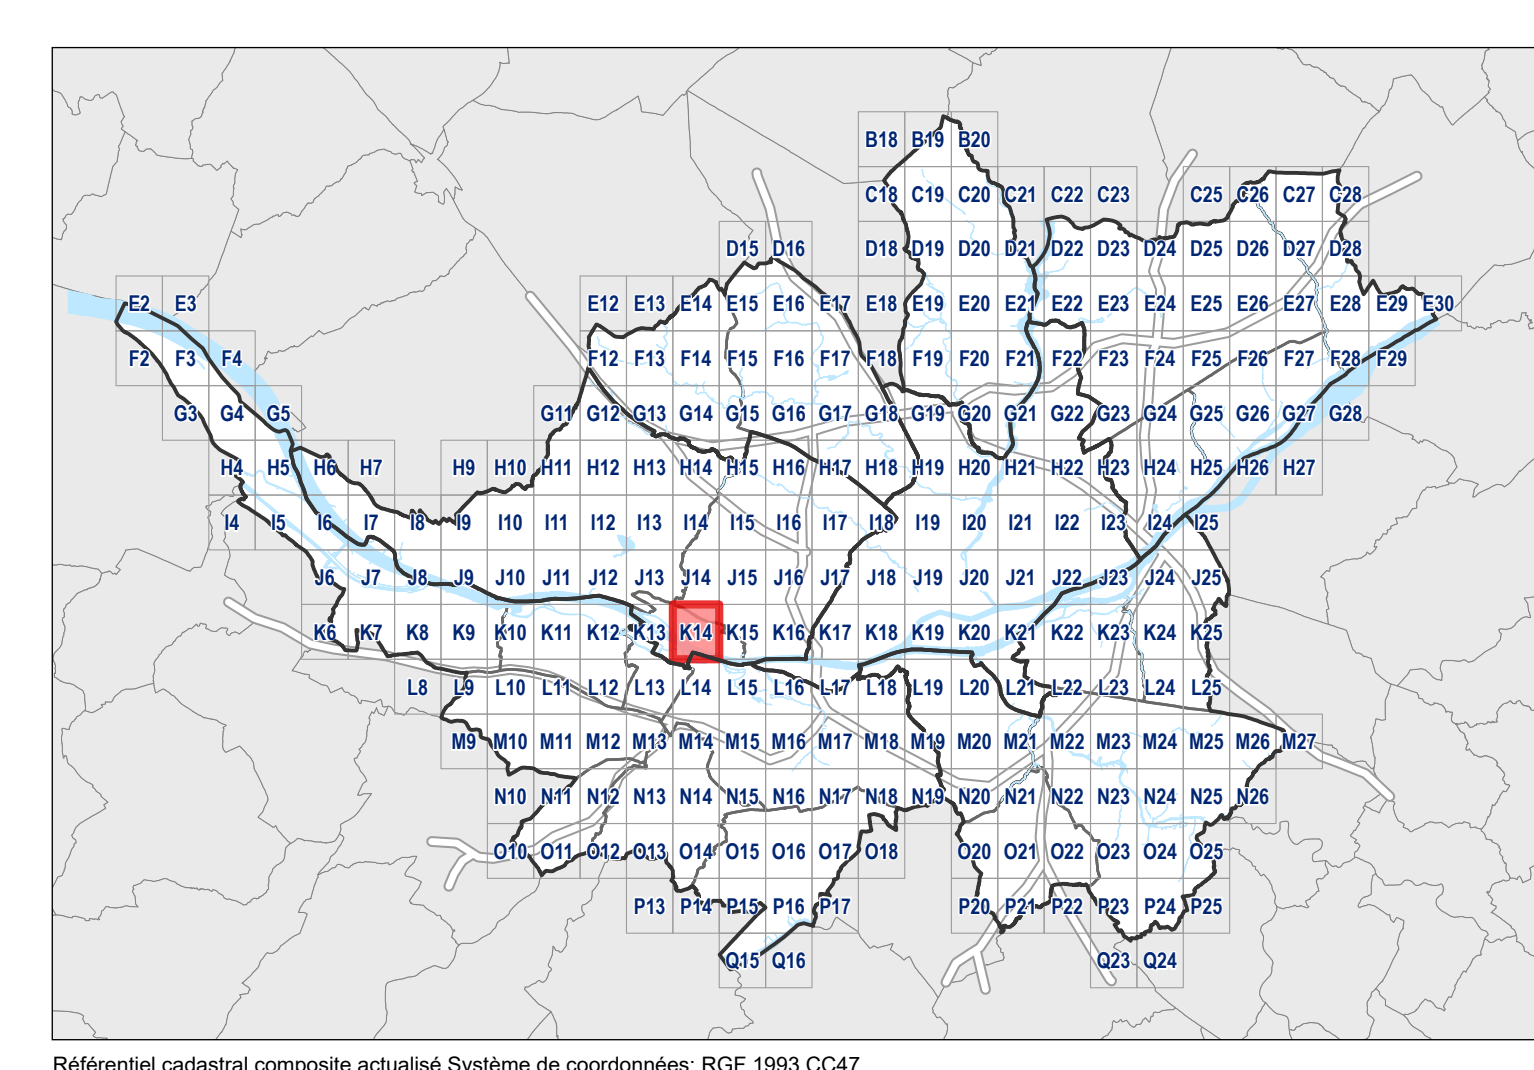 B18 B19 B20
C18 C19 C20 C21 C22 C23 C25 C26 C27 C28
D15 D16 D18 D19 D20 D21 D22 D23 D24 D25 D26 D27 D28
E2 E3 E12 E13 E14 E15 E16 E17 E18 E19 E20 E21 E22 E23 E24 E25 E26 E27 E28 E29 E30
F2 F3 F4 F12 F13 F14 F15 F16 F17 F18 F19 F20 F21 F22 F23 F24 F25 F26 F27 F28 F29
G3 G4 G5 G11 G12 G13 G14 G15 G16 G17 G18 G19 G20 G21 G22 G23 G24 G25 G26 G27 G28
H4 H5 H6 H7 H9 H10 H11 H12 H13 H14 H15 H16 H17 H18 H19 H20 H21 H22 H23 H24 H25 H26 H27
I4 I5 I6 I7 I8 I9 I10 I11 I12 I13 I14 I15 I16 I17 I18 I19 I20 I21 I22 I23 I24 I25
J6 J7 J8 J9 J10 J11 J12 J13 J14 J15 J16 J17 J18 J19 J20 J21 J22 J23 J24 J25
K6 K7 K8 K9 K10 K11 K12 K13 K14 K15 K16 K17 K18 K19 K20 K21 K22 K23 K24 K25
L8 L9 L10 L11 L12 L13 L14 L15 L16 L17 L18 L19 L20 L21 L22 L23 L24 L25
M9 M10 M11 M12 M13 M14 M15 M16 M17 M18 M19 M20 M21 M22 M23 M24 M25 M26 M27
N10 N11 N12 N13 N14 N15 N16 N17 N18 N19 N20 N21 N22 N23 N24 N25 N26
O10 O11 O12 O13 O14 O15 O16 O17 O18 O20 O21 O22 O23 O24 O25
P13 P14 P15 P16 P17 P20 P21 P22 P23 P24 P25
Q15 Q16 Q23 Q24
Référentiel cadastral composite actualisé Système de coordonnées: RGF 1993 CC47